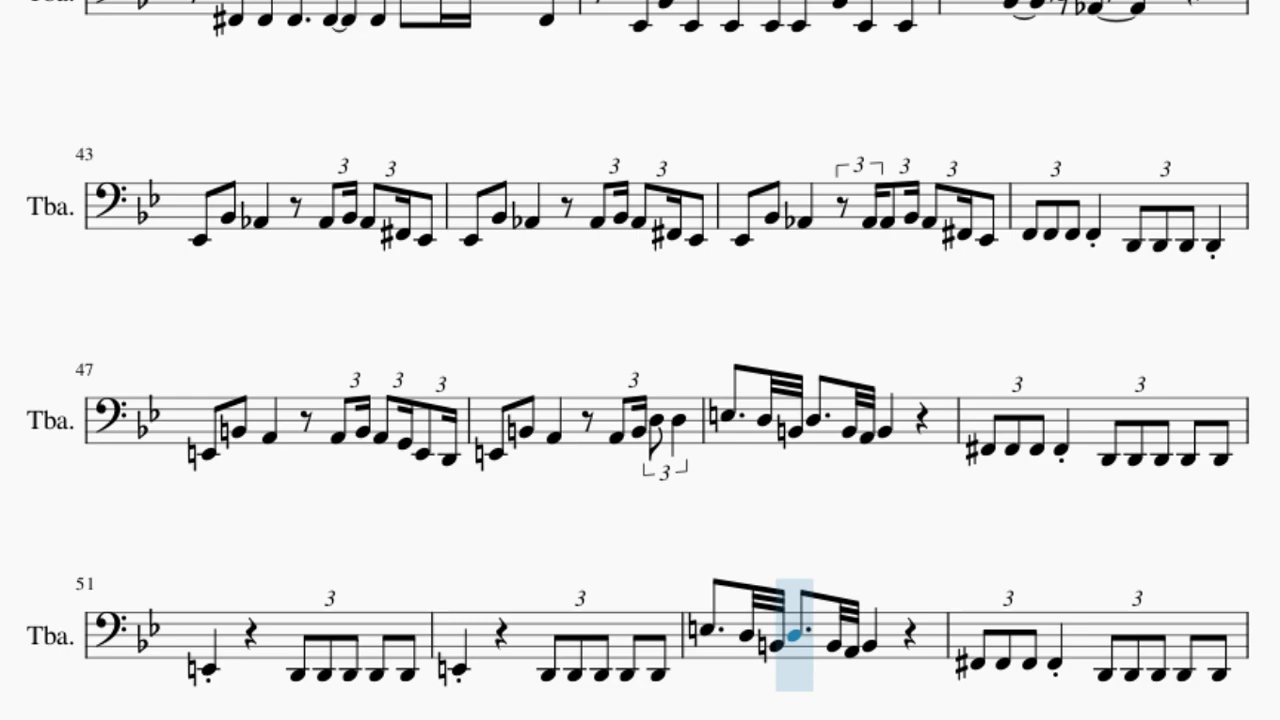 43
3 3 3 3 3 3 3 3 3
Tba.
47
3 3 3 3 3 3 3
Tba.
51
3 3 3 3
Tba.